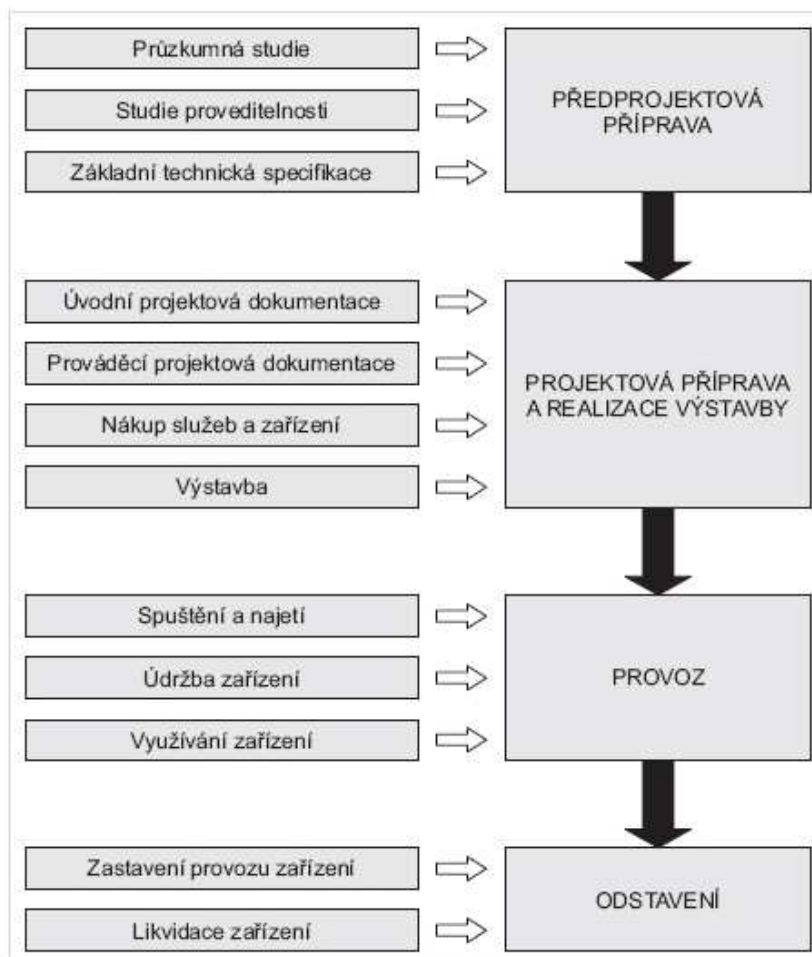 Průzkumná studie
Studie proveditelnosti
Základní technická specifikace
PŘEDPROJEKTOVÁ
PŘÍPRAVA
Úvodní projektová dokumentace
Prováděcí projektová dokumentace
Nákup služeb a zařízení
Výstavba
PROJEKTOVÁ PŘÍPRAVA
A REALIZACE VÝSTAVBY
Spuštění a najetí
Údržba zařízení
Využívání zařízení
PROVOZ
Zastavení provozu zařízení
Likvidace zařízení
ODSTAVENÍ